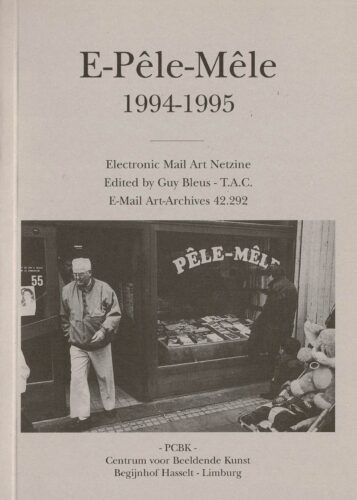 E-Pêle-Mêle
1994-1995
Electronic Mail Art Netzine
Edited by Guy Bleus - T.A.C.
E-Mail Art-Archives 42.292
PÊLE-MÊLE
55
- PCBK -
Centrum voor Beeldende Kunst
Begijnhof Hasselt - Limburg